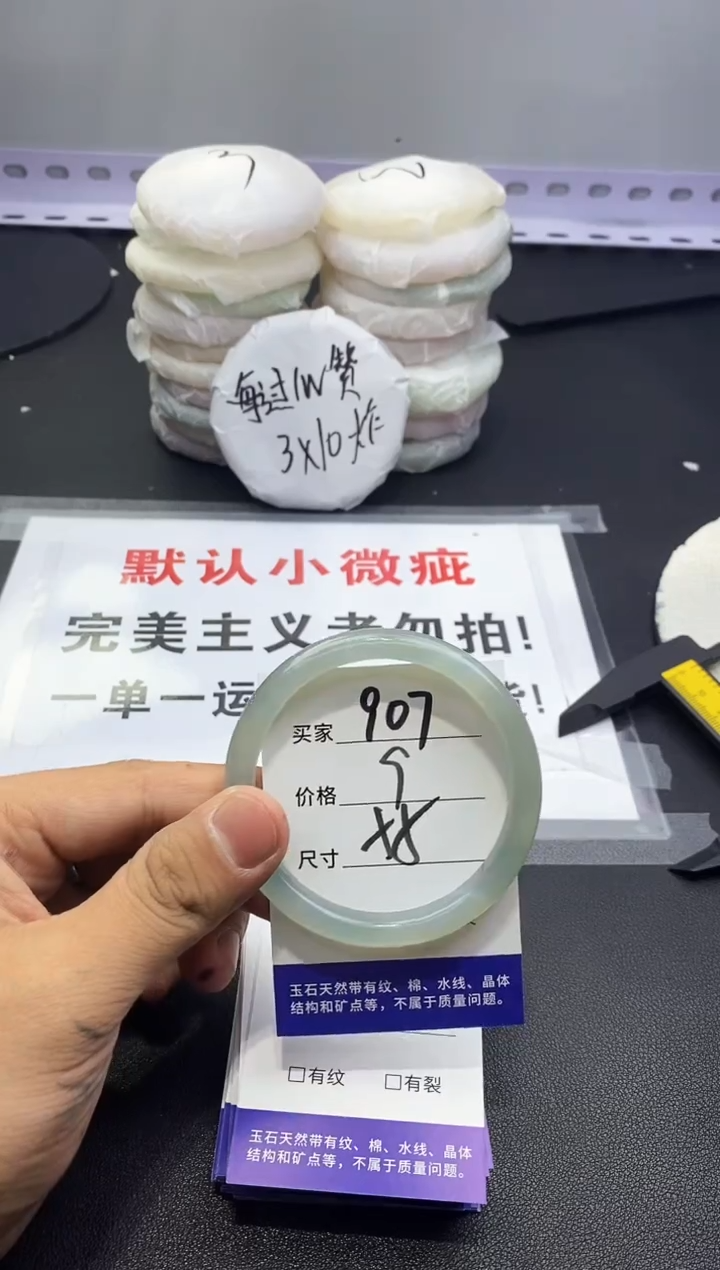 3
每过1W赞
3X10炸
默认小微疵
完美主义者勿拍!
一单一运
货!
买家 907
价格 9
尺寸 58
玉石天然带有纹、棉、水线、晶体
结构和矿点等，不属于质量问题。
□有纹 □有裂
玉石天然带有纹、棉、水线、晶体
结构和矿点等，不属于质量问题。